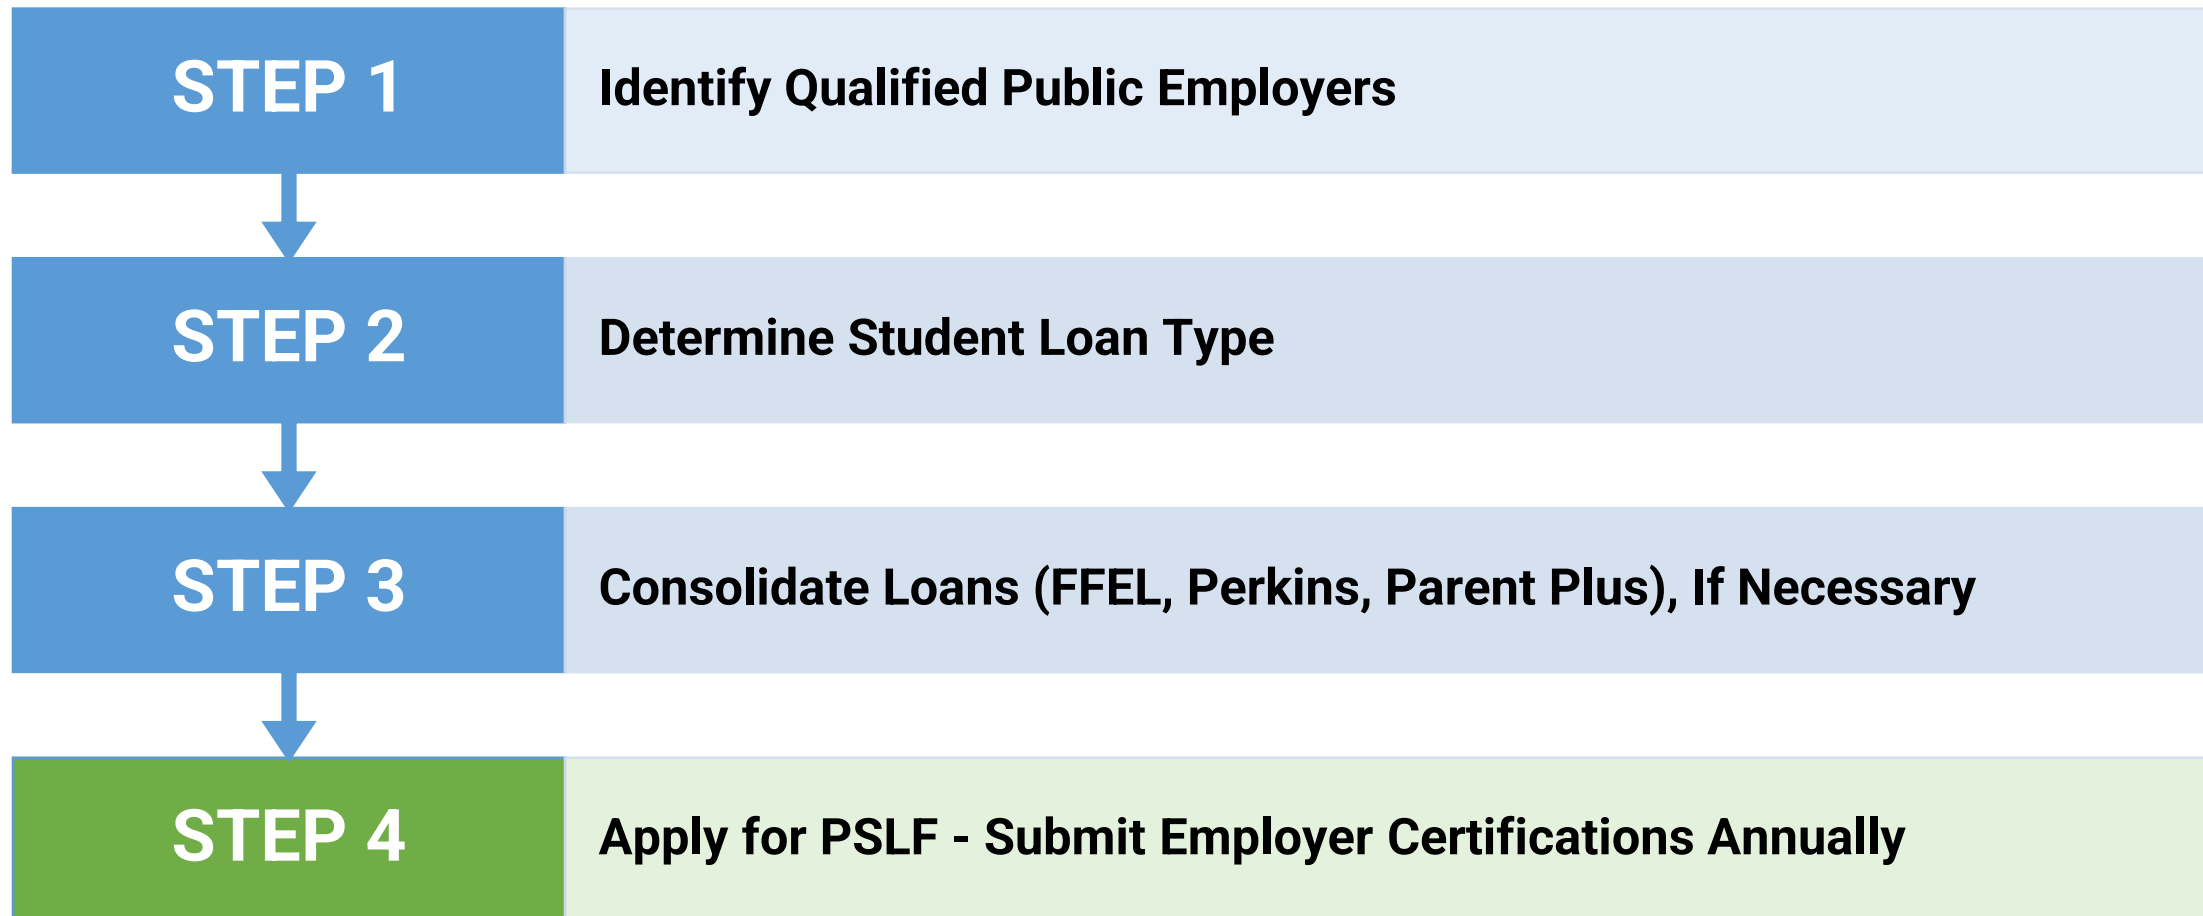 STEP 1
Identify Qualified Public Employers
STEP 2
Determine Student Loan Type
STEP 3
Consolidate Loans (FFEL, Perkins, Parent Plus), If Necessary
STEP 4
Apply for PSLF - Submit Employer Certifications Annually